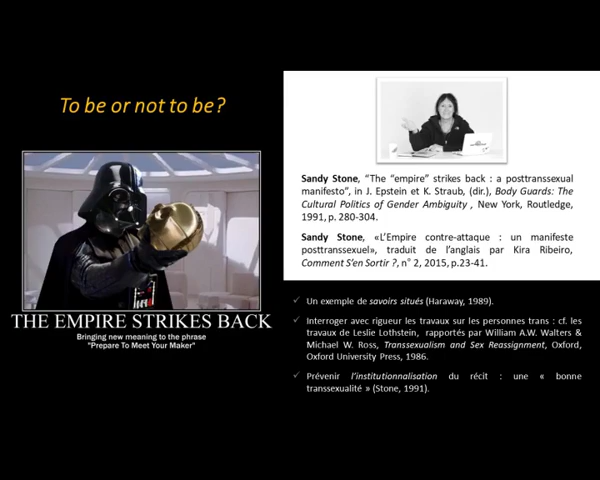 To be or not to be?
THE EMPIRE STRIKES BACK
Bringing new meaning to the phrase
"Prepare To Meet Your Maker"
Sandy Stone, “The “empire” strikes back : a posttranssexual
manifesto”, in J. Epstein et K. Straub, (dir.), Body Guards: The
Cultural Politics of Gender Ambiguity , New York, Routledge,
1991, p. 280-304.
Sandy Stone, «L’Empire contre-attaque : un manifeste
posttranssexuel», traduit de l’anglais par Kira Ribeiro,
Comment S’en Sortir ?, n° 2, 2015, p.23-41.
✓ Un exemple de savoirs situés (Haraway, 1989).
✓ Interroger avec rigueur les travaux sur les personnes trans : cf. les
travaux de Leslie Lothstein, rapportés par William A.W. Walters &
Michael W. Ross, Transsexualism and Sex Reassignment, Oxford,
Oxford University Press, 1986.
✓ Prévenir l’institutionnalisation du récit : une « bonne
transsexualité » (Stone, 1991).